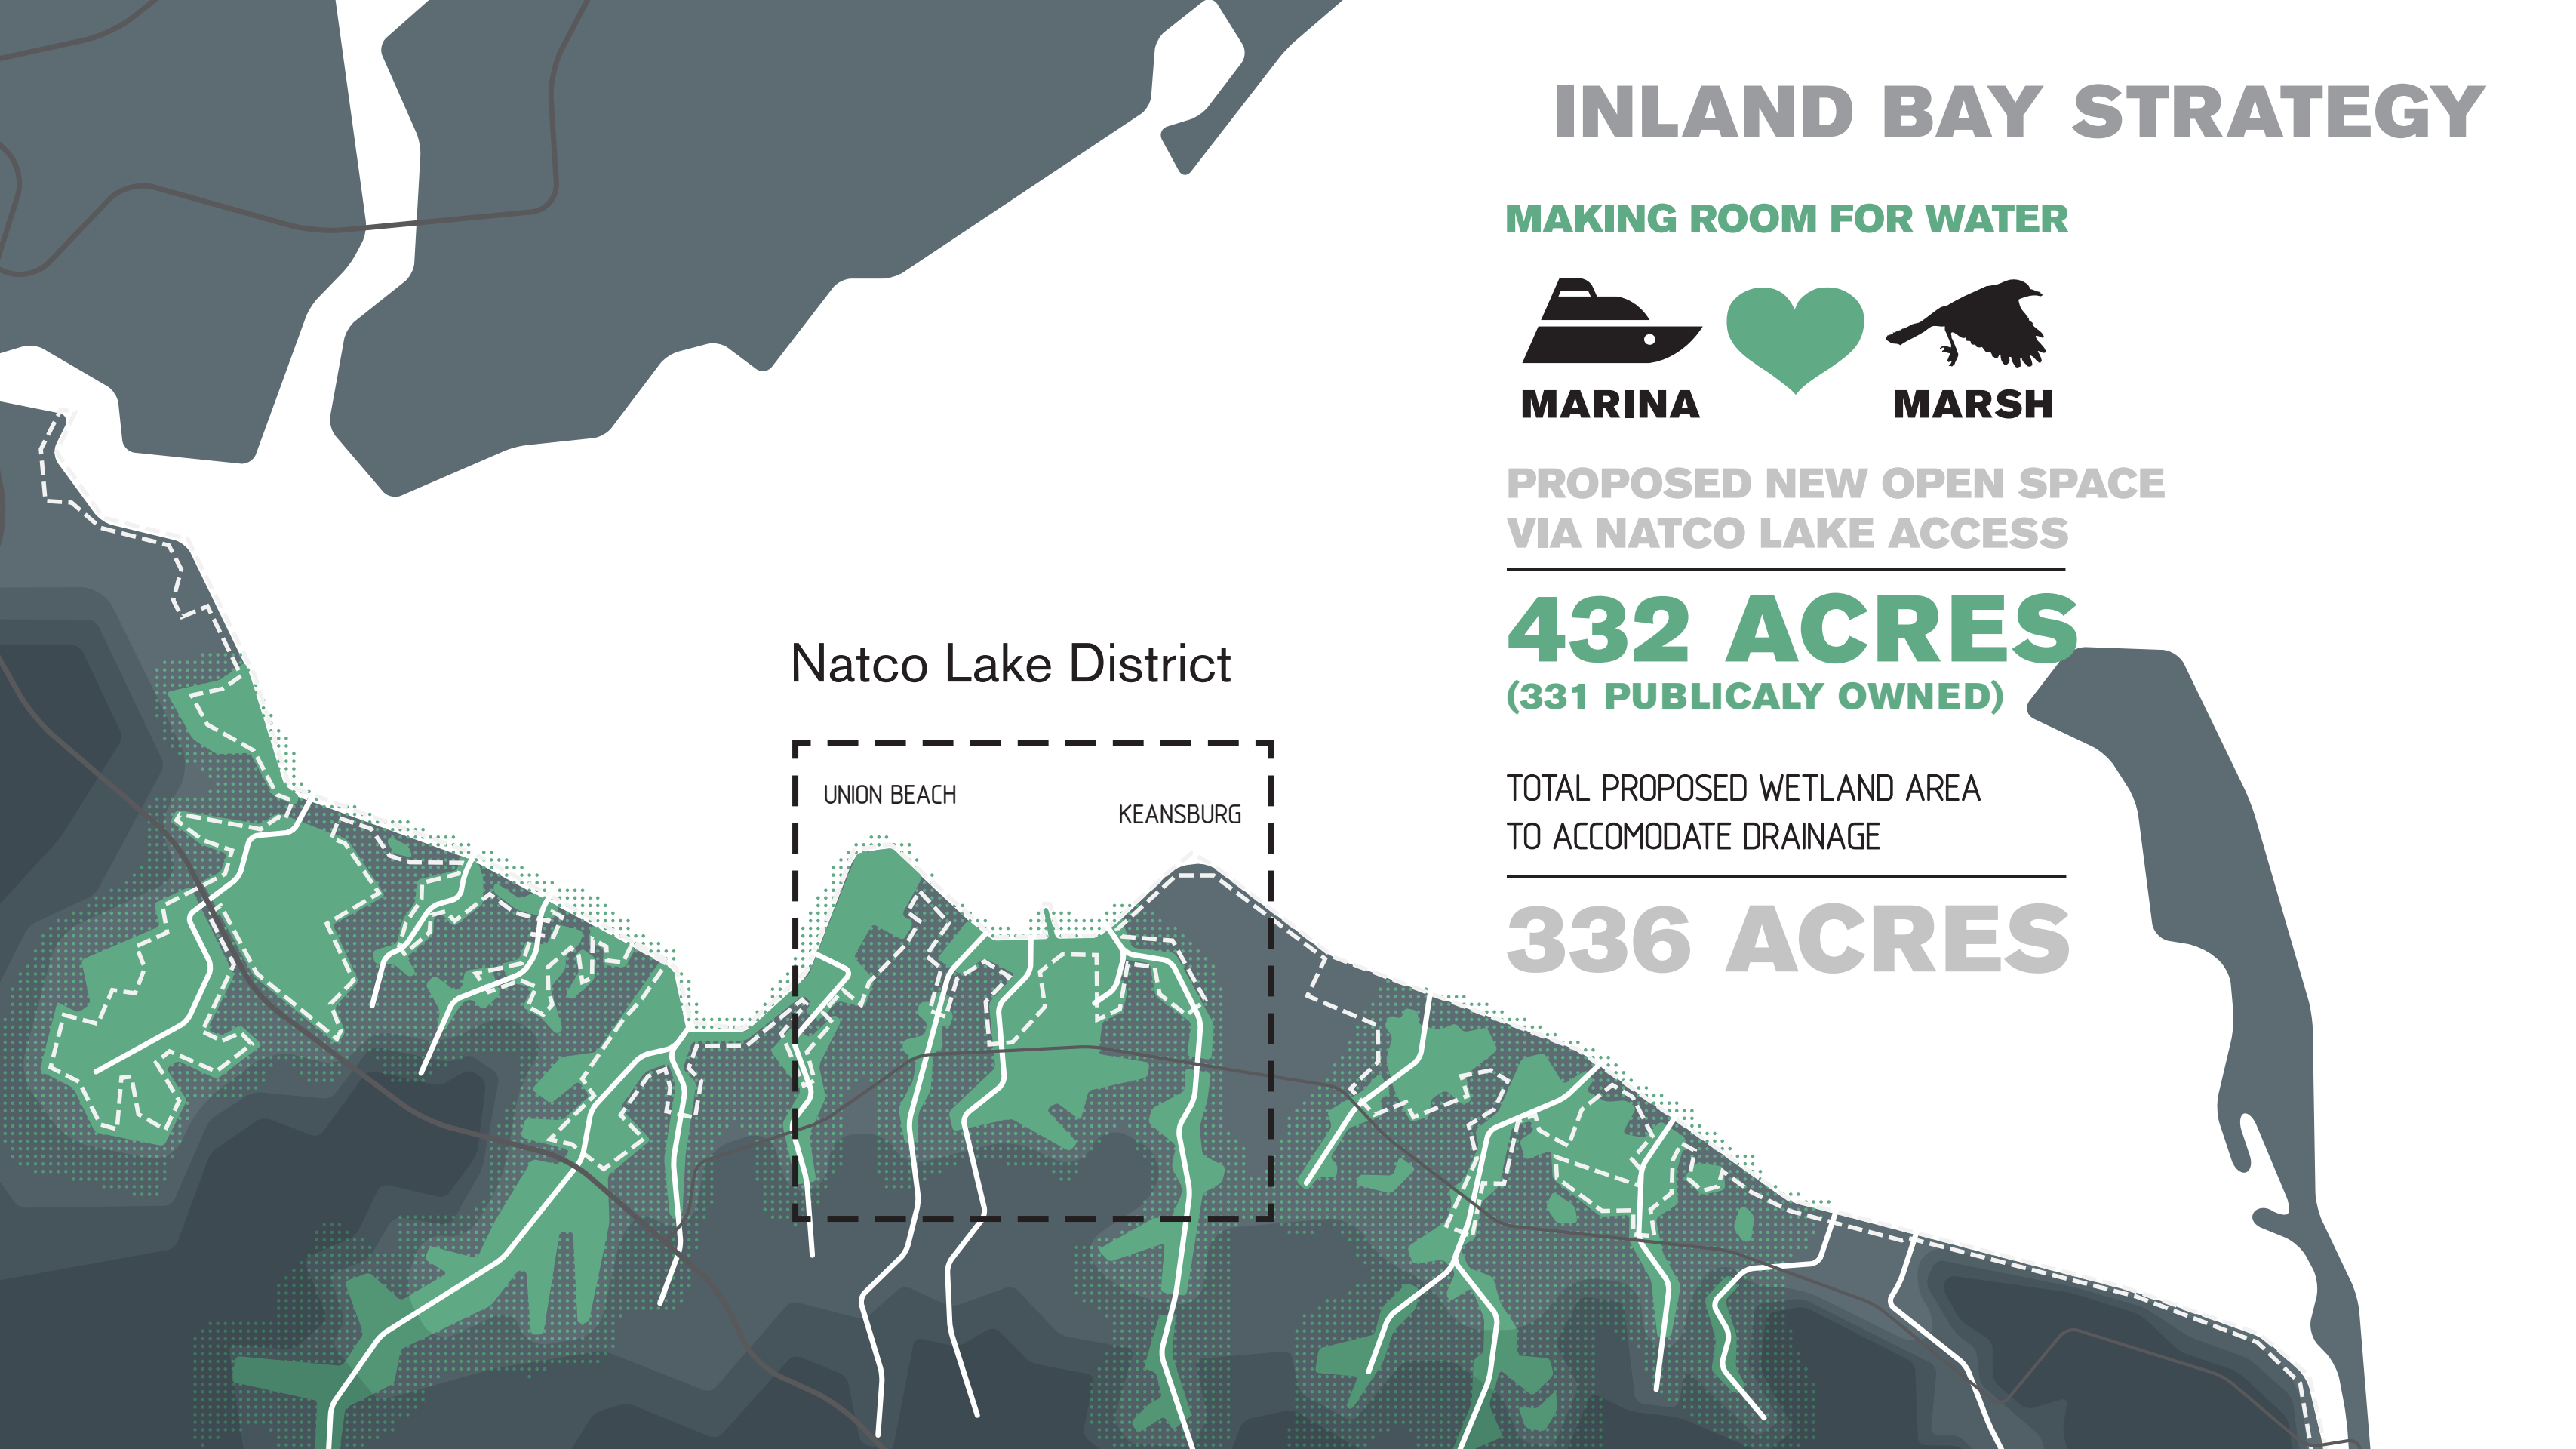 INLAND BAY STRATEGY
MAKING ROOM FOR WATER
MARINA
MARSH
PROPOSED NEW OPEN SPACE
VIA NATCO LAKE ACCESS
432 ACRES
(331 PUBLICALY OWNED)
TOTAL PROPOSED WETLAND AREA
TO ACCOMODATE DRAINAGE
336 ACRES
Natco Lake District
UNION BEACH
KEANSBURG